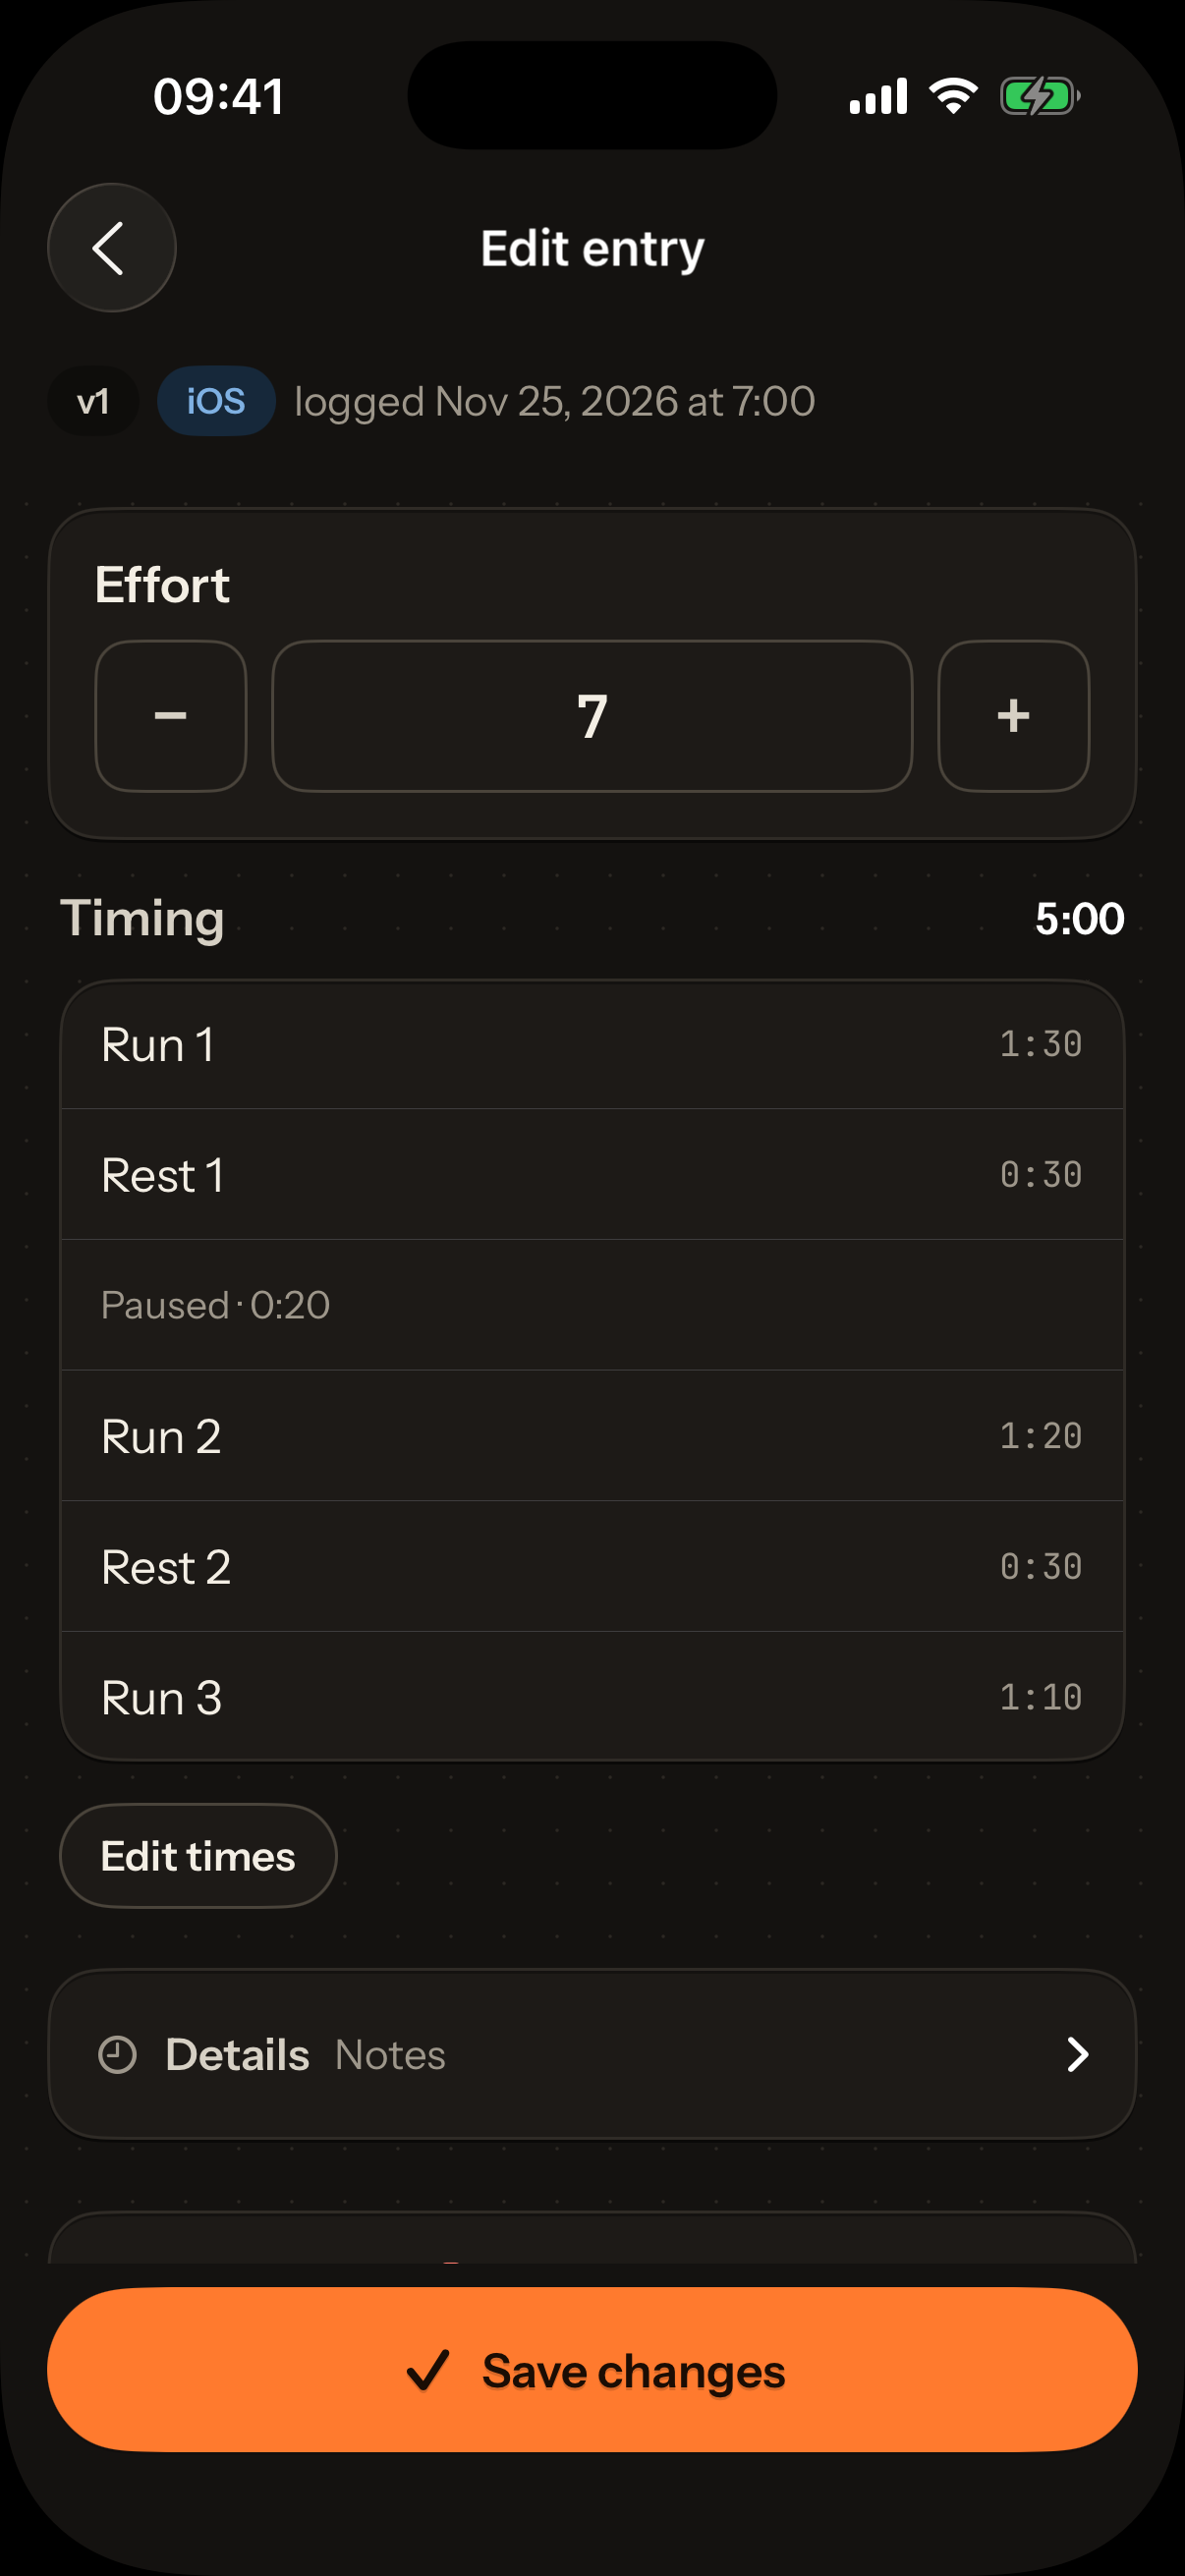 09:41
Edit entry
v1 iOS logged Nov 25, 2026 at 7:00
Effort
− 7 +
Timing 5:00
Run 1 1:30
Rest 1 0:30
Paused · 0:20
Run 2 1:20
Rest 2 0:30
Run 3 1:10
Edit times
Details Notes
Save changes